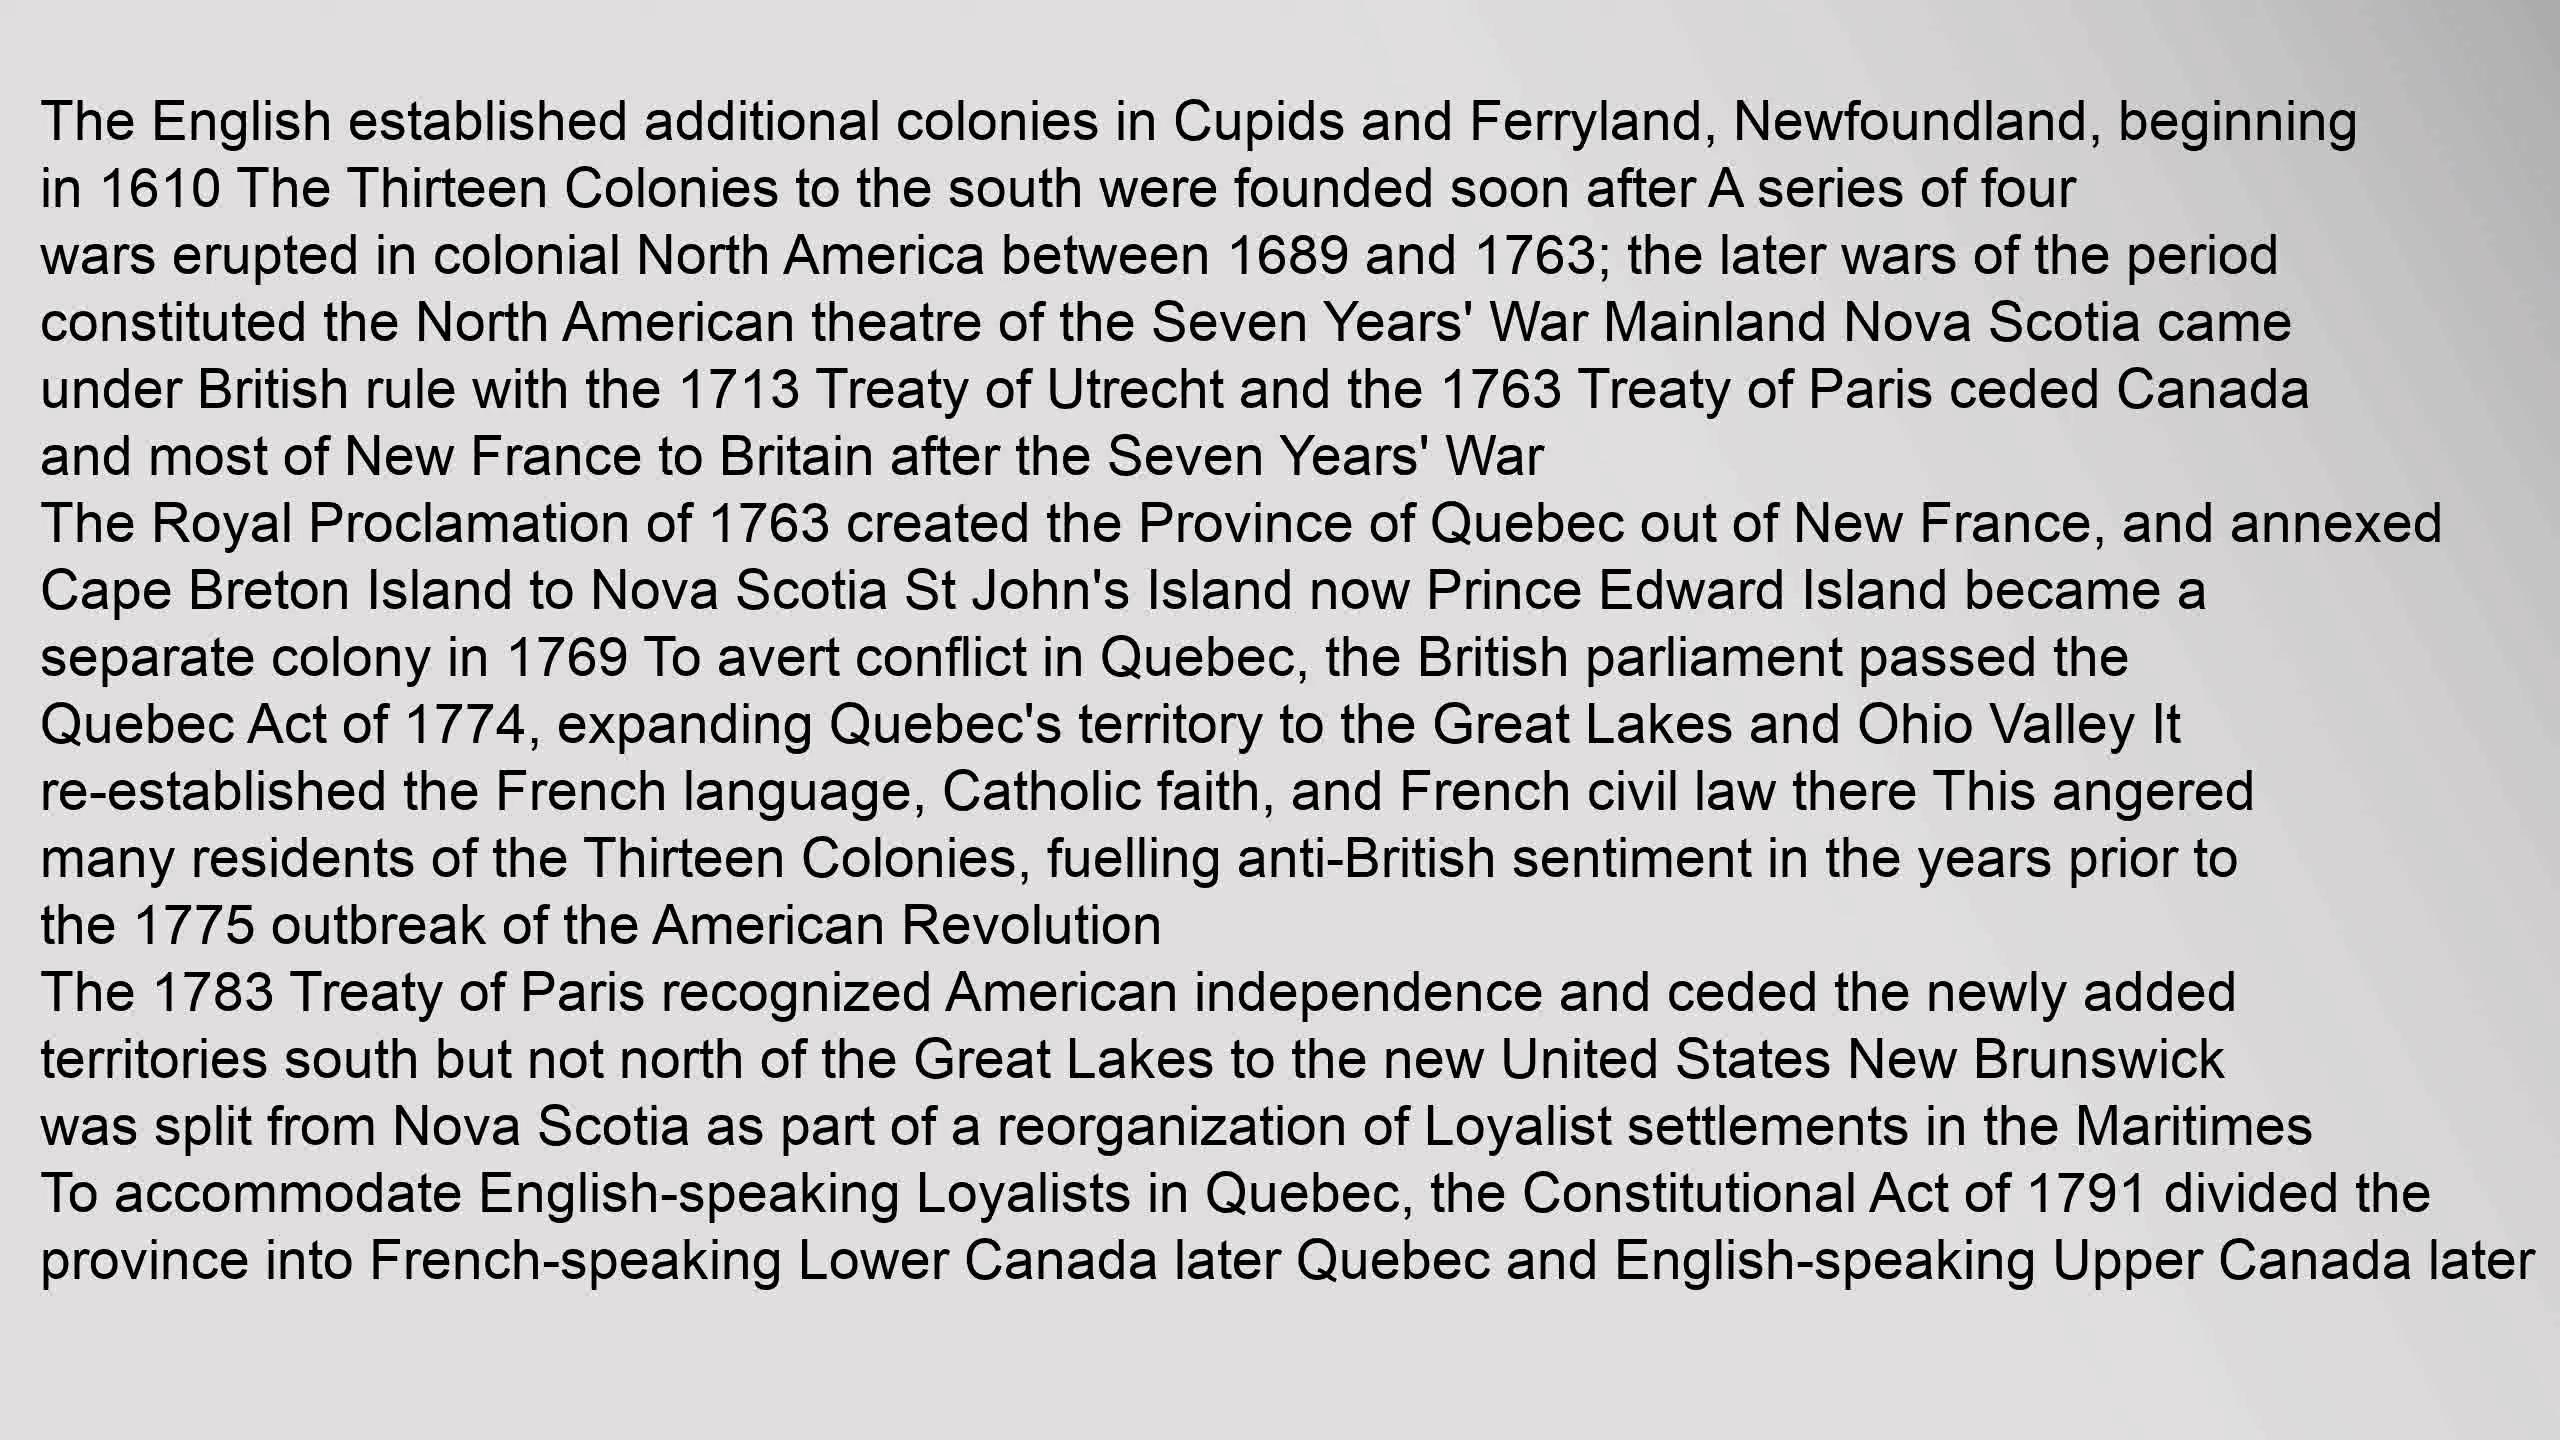 The English established additional colonies in Cupids and Ferryland, Newfoundland, beginning
in 1610 The Thirteen Colonies to the south were founded soon after A series of four
wars erupted in colonial North America between 1689 and 1763; the later wars of the period
constituted the North American theatre of the Seven Years' War Mainland Nova Scotia came
under British rule with the 1713 Treaty of Utrecht and the 1763 Treaty of Paris ceded Canada
and most of New France to Britain after the Seven Years' War
The Royal Proclamation of 1763 created the Province of Quebec out of New France, and annexed
Cape Breton Island to Nova Scotia St John's Island now Prince Edward Island became a
separate colony in 1769 To avert conflict in Quebec, the British parliament passed the
Quebec Act of 1774, expanding Quebec's territory to the Great Lakes and Ohio Valley It
re-established the French language, Catholic faith, and French civil law there This angered
many residents of the Thirteen Colonies, fuelling anti-British sentiment in the years prior to
the 1775 outbreak of the American Revolution
The 1783 Treaty of Paris recognized American independence and ceded the newly added
territories south but not north of the Great Lakes to the new United States New Brunswick
was split from Nova Scotia as part of a reorganization of Loyalist settlements in the Maritimes
To accommodate English-speaking Loyalists in Quebec, the Constitutional Act of 1791 divided the
province into French-speaking Lower Canada later Quebec and English-speaking Upper Canada later